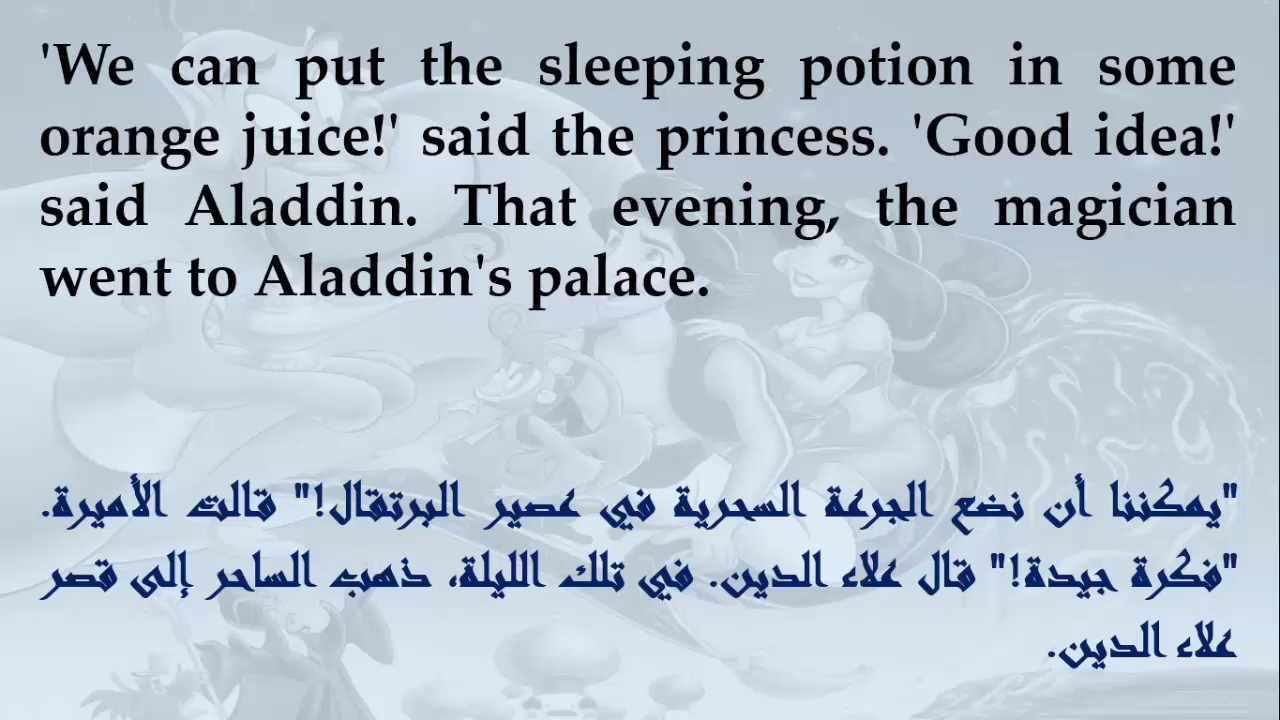 'We can put the sleeping potion in some
orange juice!' said the princess. 'Good idea!'
said Aladdin. That evening, the magician
went to Aladdin's palace.
"يمكننا أن نضع الجرعة السحرية في عصير البرتقال!" قالت الأميرة.
"فكرة جيدة!" قال علاء الدين. في تلك الليلة، ذهب الساحر إلى قصر
علاء الدين.